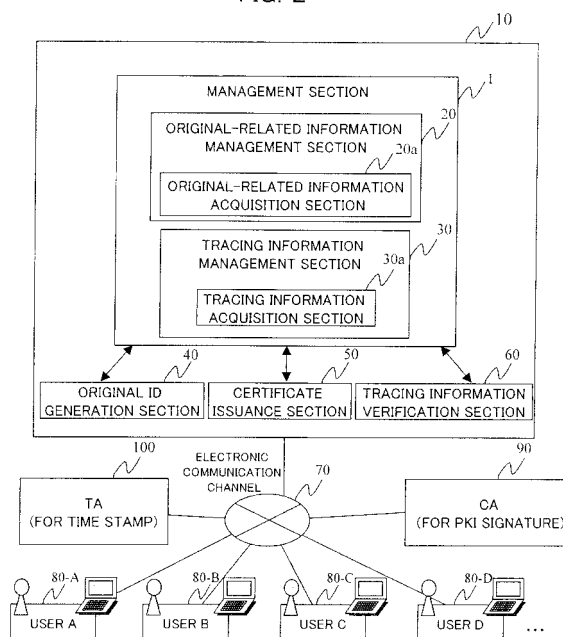 10
1
MANAGEMENT SECTION
20
ORIGINAL-RELATED INFORMATION
MANAGEMENT SECTION
20a
ORIGINAL-RELATED INFORMATION
ACQUISITION SECTION
30
TRACING INFORMATION
MANAGEMENT SECTION
30a
TRACING INFORMATION
ACQUISITION SECTION
40
50
60
ORIGINAL ID
GENERATION SECTION
CERTIFICATE
ISSUANCE SECTION
TRACING INFORMATION
VERIFICATION SECTION
100
ELECTRONIC
COMMUNICATION
CHANNEL
70
90
TA
(FOR TIME STAMP)
CA
(FOR PKI SIGNATURE)
80-A
80-B
80-C
80-D
USER A
USER B
USER C
USER D
...